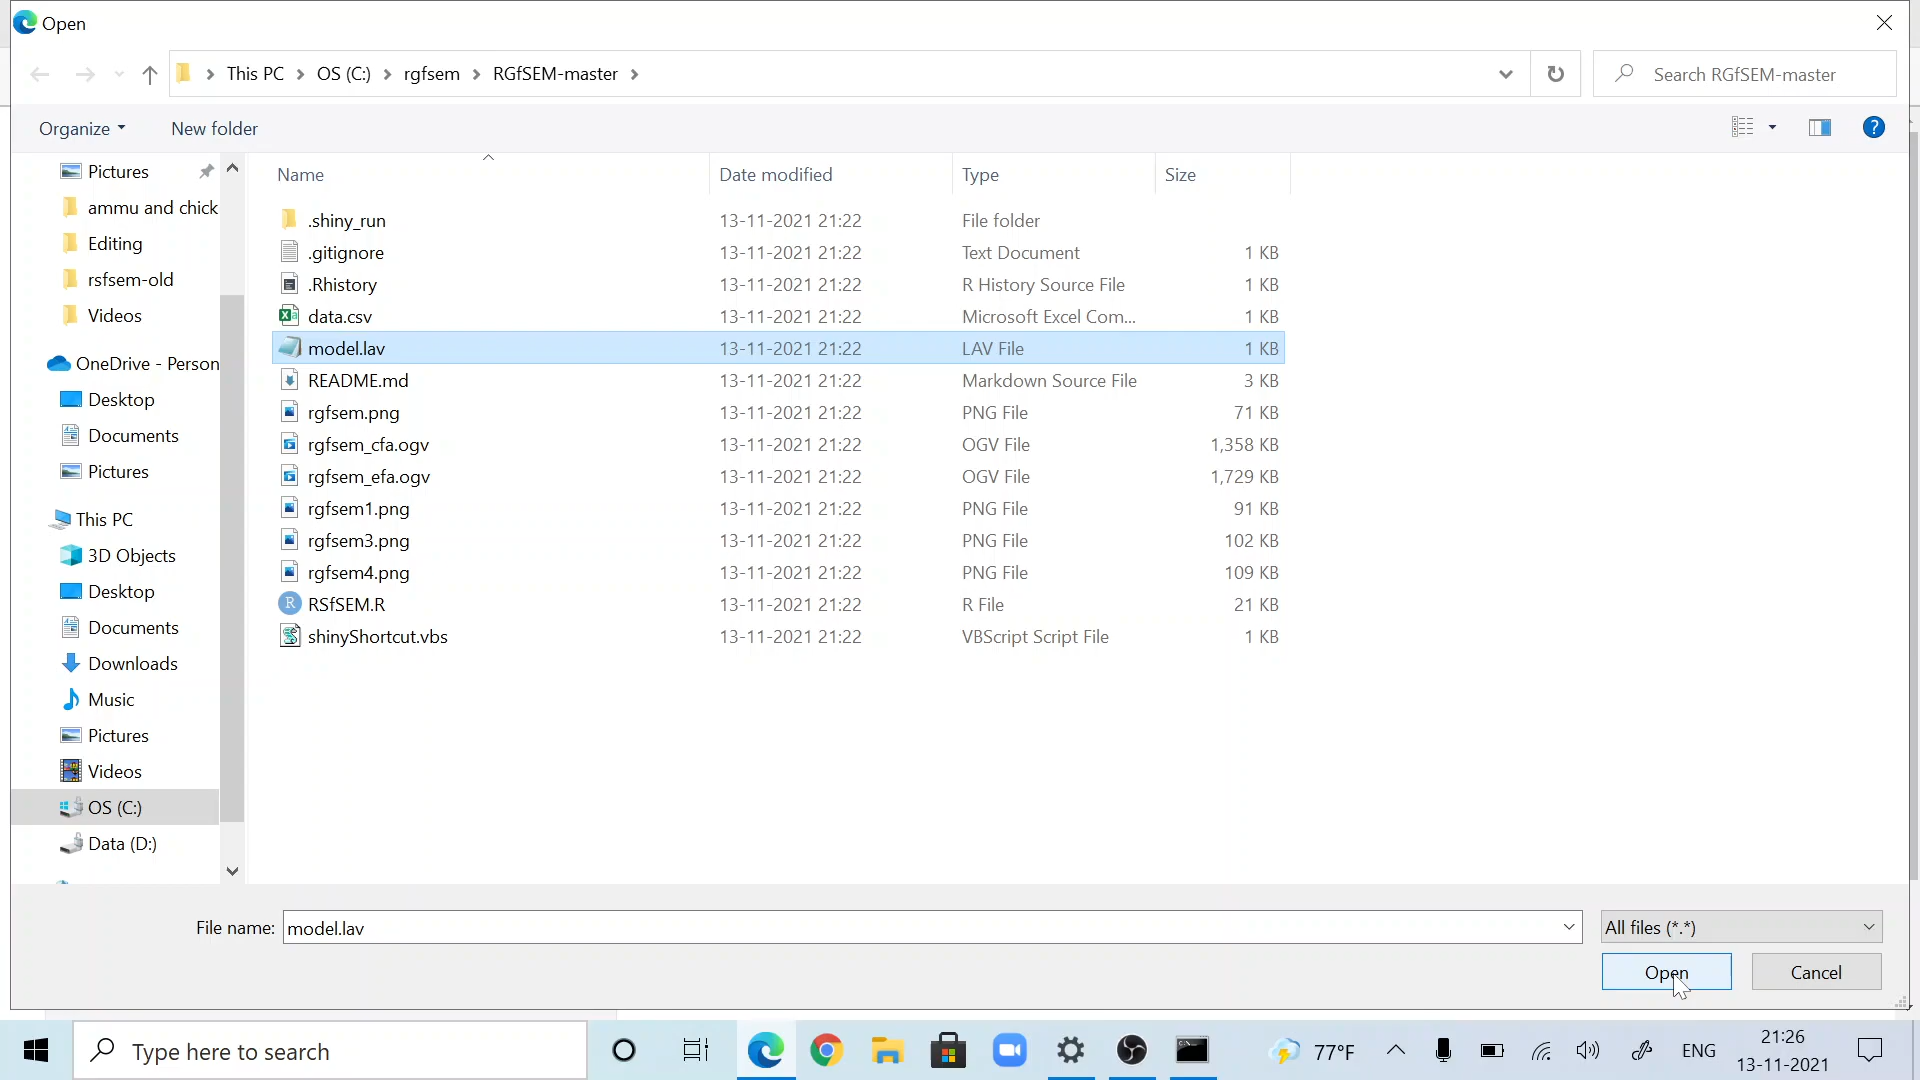 Open
This PC > OS (C:) > rgfsem > RGfSEM-master >
Search RGfSEM-master
Organize
New folder
Pictures
ammu and chick
Editing
rsfsem-old
Videos
OneDrive - Person
Desktop
Documents
Pictures
This PC
3D Objects
Desktop
Documents
Downloads
Music
Pictures
Videos
OS (C:)
Data (D:)
Name Date modified Type Size
.shiny_run 13-11-2021 21:22 File folder
.gitignore 13-11-2021 21:22 Text Document 1 KB
.Rhistory 13-11-2021 21:22 R History Source File 1 KB
data.csv 13-11-2021 21:22 Microsoft Excel Com... 1 KB
model.lav 13-11-2021 21:22 LAV File 1 KB
README.md 13-11-2021 21:22 Markdown Source File 3 KB
rgfsem.png 13-11-2021 21:22 PNG File 71 KB
rgfsem_cfa.ogv 13-11-2021 21:22 OGV File 1,358 KB
rgfsem_efa.ogv 13-11-2021 21:22 OGV File 1,729 KB
rgfsem1.png 13-11-2021 21:22 PNG File 91 KB
rgfsem3.png 13-11-2021 21:22 PNG File 102 KB
rgfsem4.png 13-11-2021 21:22 PNG File 109 KB
RSfSEM.R 13-11-2021 21:22 R File 21 KB
shinyShortcut.vbs 13-11-2021 21:22 VBScript Script File 1 KB
File name: model.lav
All files (*.*)
Open
Cancel
Type here to search
77°F
ENG
21:26
13-11-2021